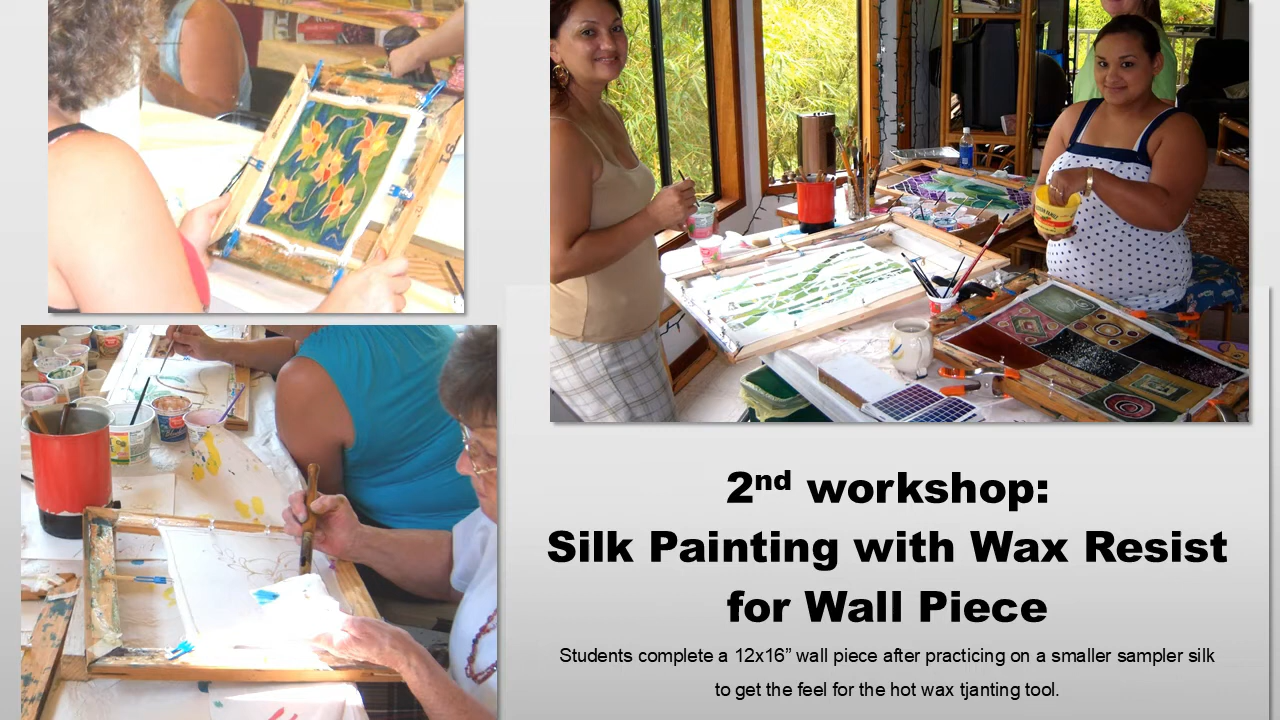 2nd workshop:
Silk Painting with Wax Resist
for Wall Piece
Students complete a 12x16” wall piece after practicing on a smaller sampler silk
to get the feel for the hot wax tjanting tool.